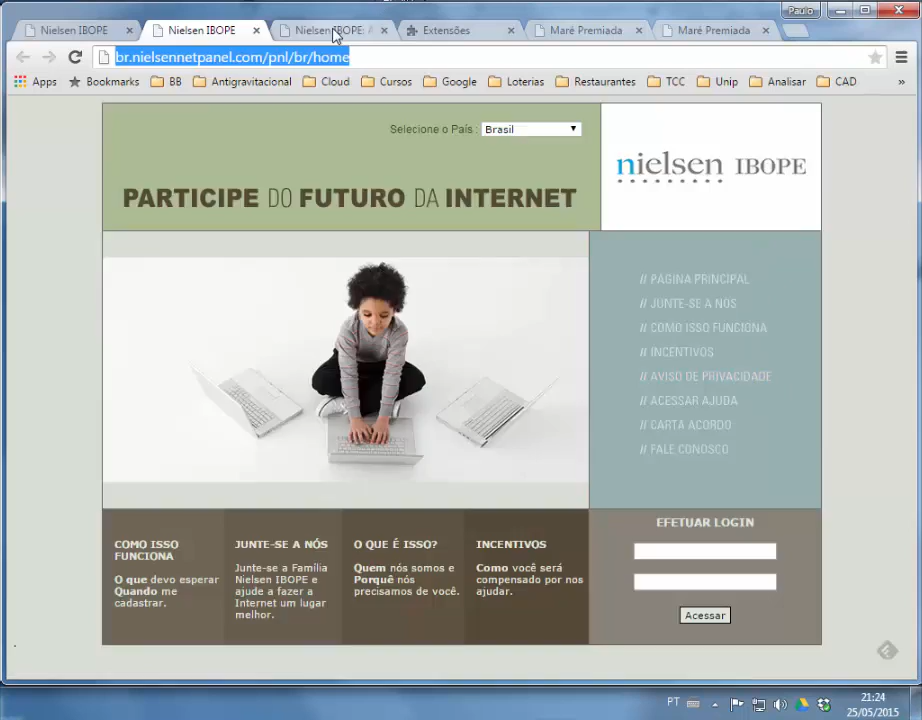 Paulo
Nielsen IBOPE
Nielsen IBOPE
Nielsen IBOPE: A
Extensões
Maré Premiada
Maré Premiada
br.nielsennetpanel.com/pnl/br/home
Apps
Bookmarks
BB
Antigravitacional
Cloud
Cursos
Google
Loterias
Restaurantes
TCC
Unip
Analisar
CAD
»
Selecione o País :
Brasil
PARTICIPE DO FUTURO DA INTERNET
nielsen IBOPE
// PÁGINA PRINCIPAL
// JUNTE-SE A NÓS
// COMO ISSO FUNCIONA
// INCENTIVOS
// AVISO DE PRIVACIDADE
// ACESSAR AJUDA
// CARTA ACORDO
// FALE CONOSCO
COMO ISSO
FUNCIONA
O que devo esperar
Quando me
cadastrar.
JUNTE-SE A NÓS
Junte-se a Família
Nielsen IBOPE e
ajude a fazer a
Internet um lugar
melhor.
O QUE É ISSO?
Quem nós somos e
Porquê nós
precisamos de você.
INCENTIVOS
Como você será
compensado por nos
ajudar.
EFETUAR LOGIN
Acessar
PT
21:24
25/05/2015